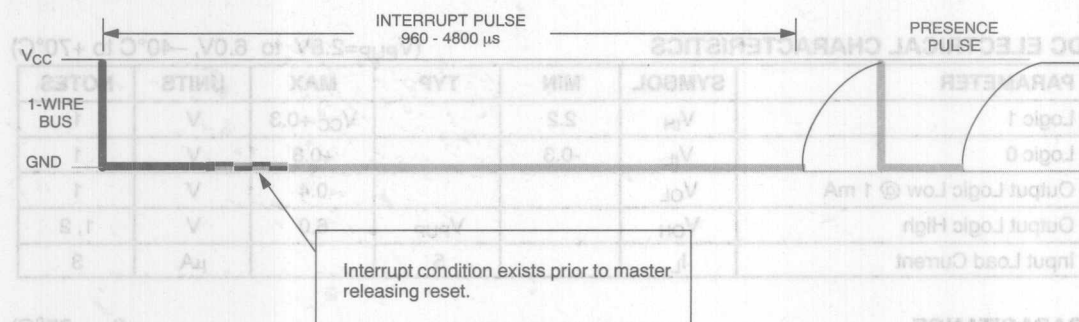 INTERRUPT PULSE
960 - 4800 µs
PRESENCE
PULSE
VCC
1-WIRE
BUS
GND
Interrupt condition exists prior to master
releasing reset.